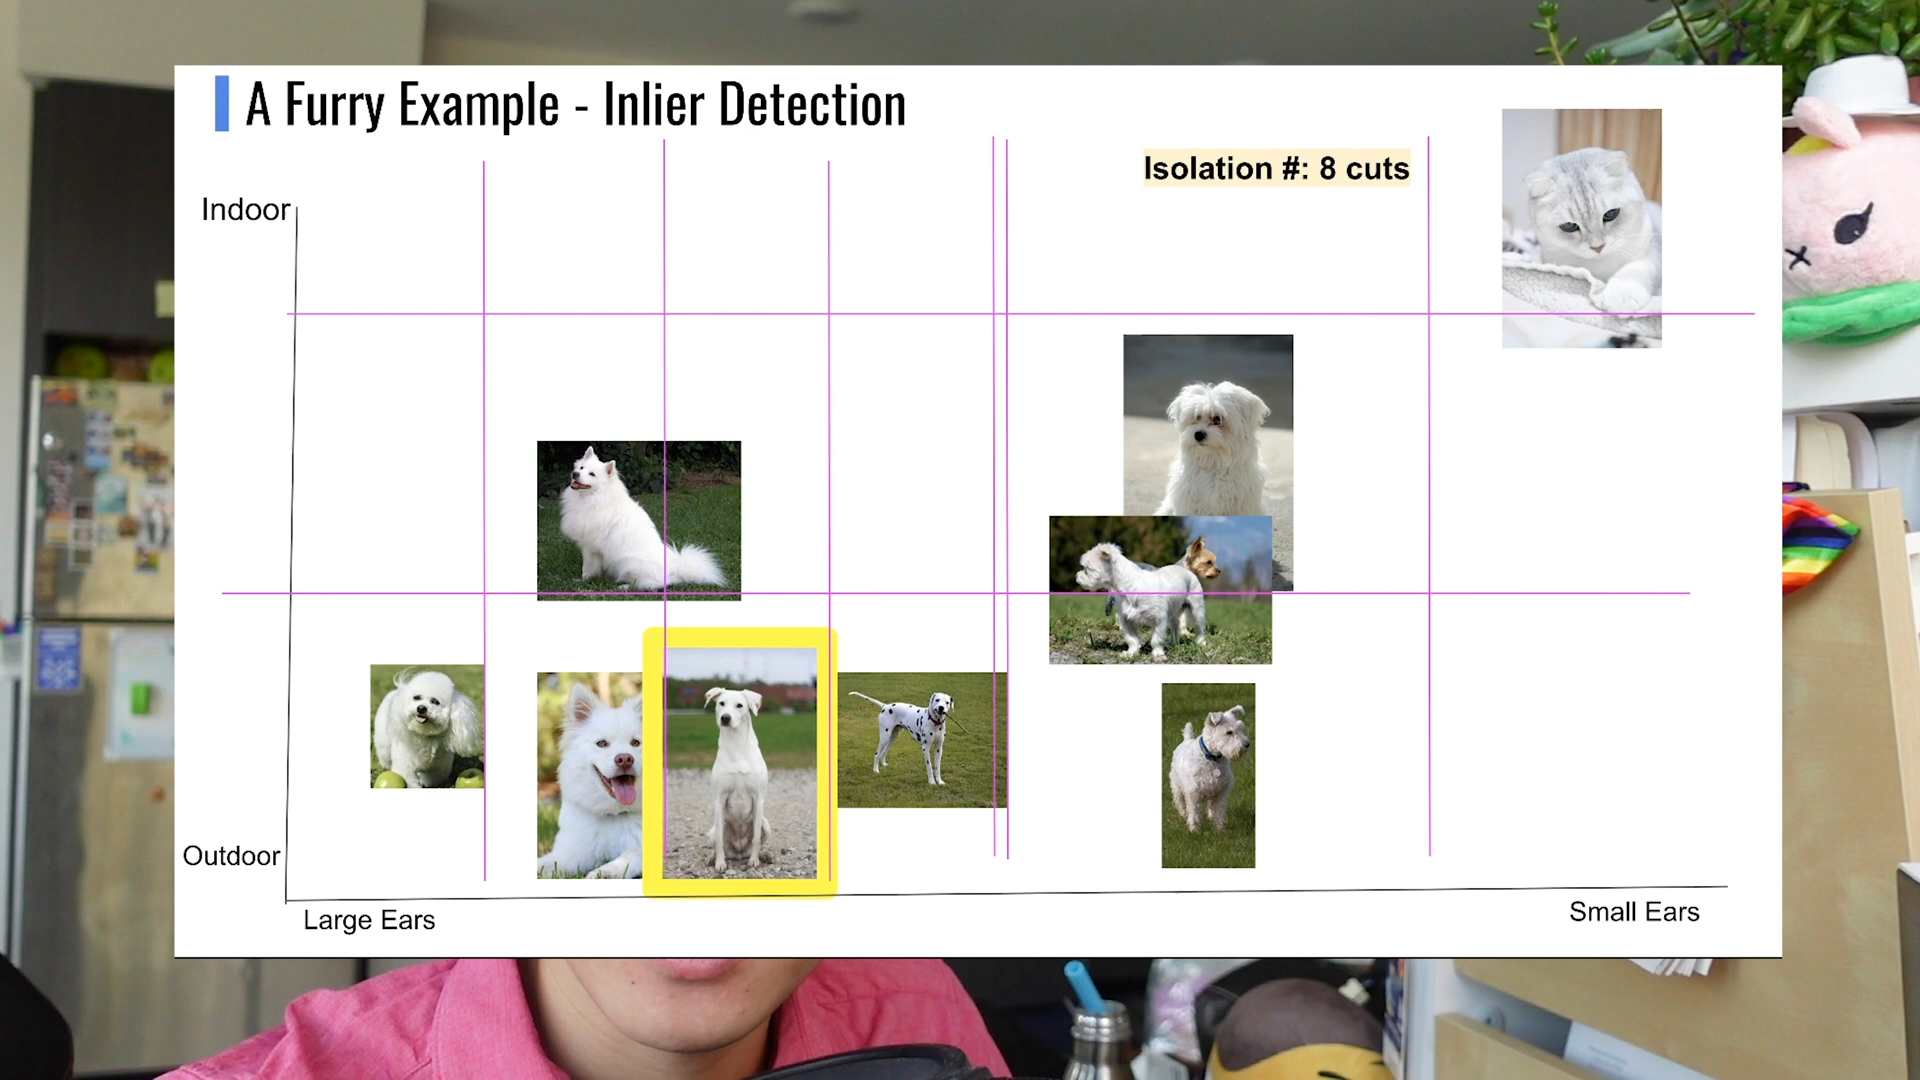 A Furry Example - Inlier Detection
Isolation #: 8 cuts
Indoor
Outdoor
Large Ears
Small Ears